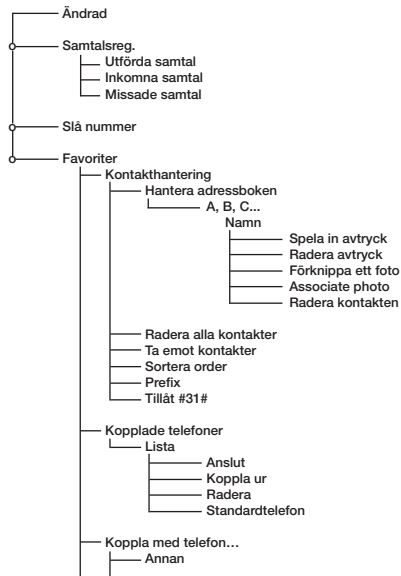 Ändrad
Samtalsreg.
Utförda samtal
Inkomna samtal
Missade samtal
Slå nummer
Favoriter
Kontakthantering
Hantera adressboken
A, B, C...
Namn
Spela in avtryck
Radera avtryck
Förknippa ett foto
Associate photo
Radera kontakten
Radera alla kontakter
Ta emot kontakter
Sortera order
Prefix
Tillåt #31#
Kopplade telefoner
Lista
Anslut
Koppla ur
Radera
Standardtelefon
Koppla med telefon…
Annan